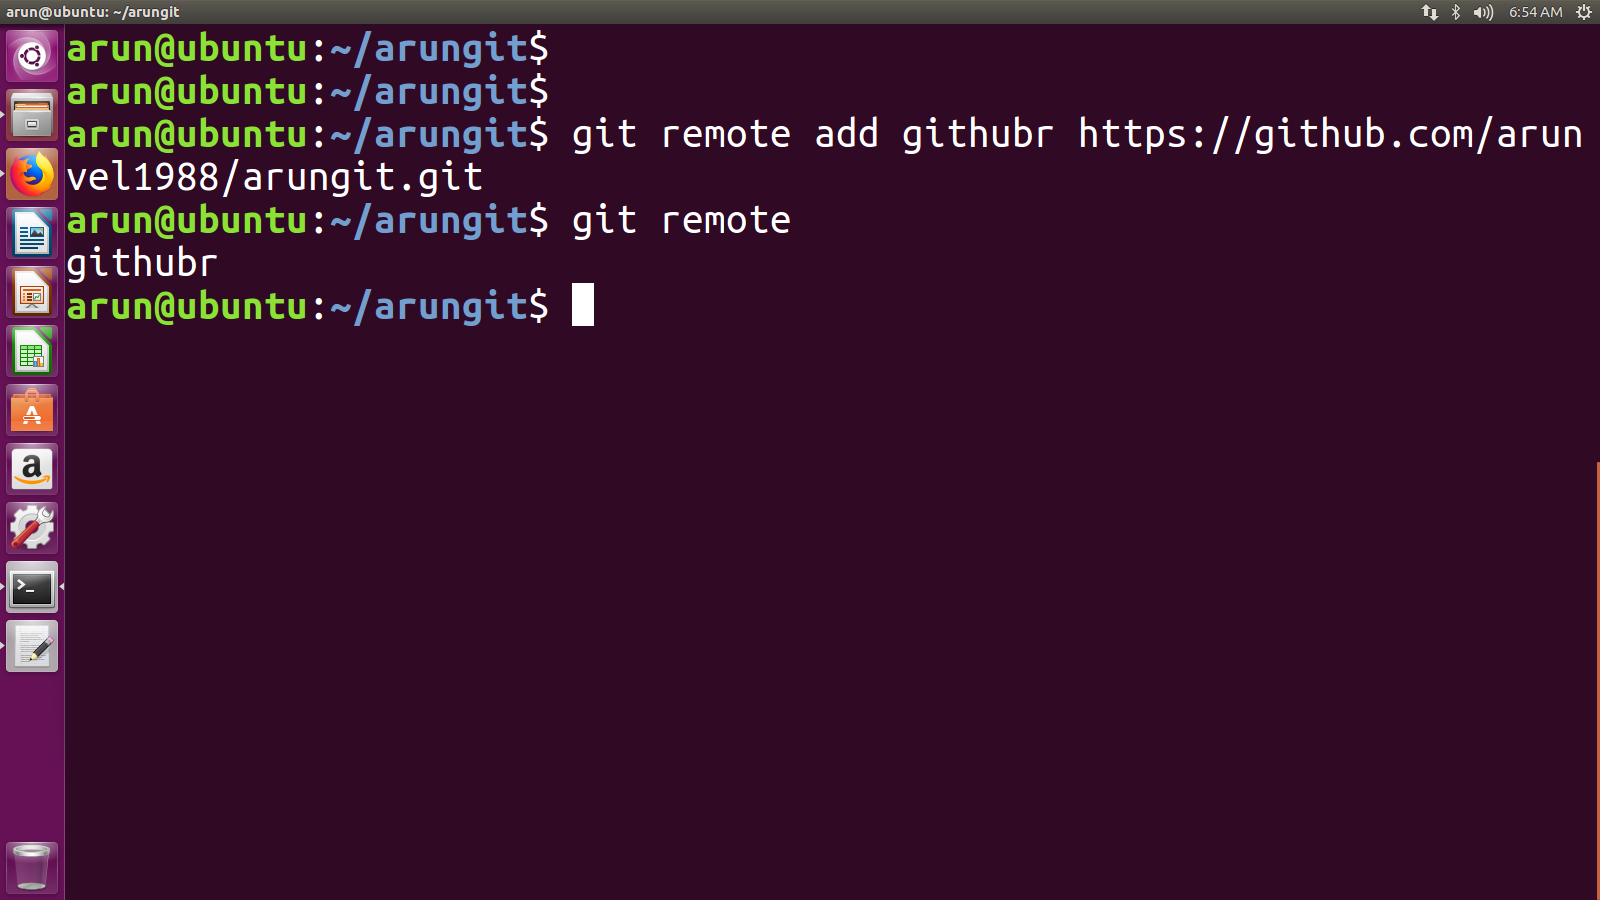 arun@ubuntu: ~/arungit
6:54 AM
arun@ubuntu:~/arungit$
arun@ubuntu:~/arungit$
arun@ubuntu:~/arungit$ git remote add githubr https://github.com/arun
vel1988/arungit.git
arun@ubuntu:~/arungit$ git remote
githubr
arun@ubuntu:~/arungit$